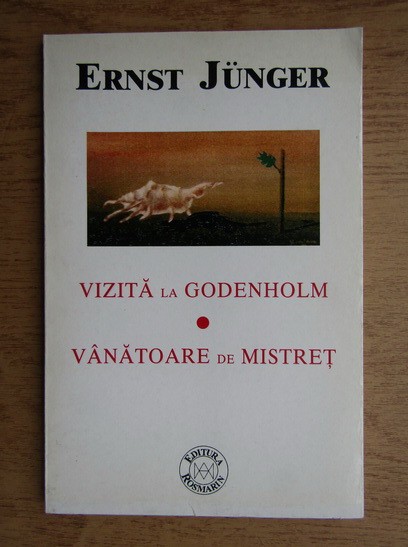 ERNST JÜNGER
VIZITĂ LA GODENHOLM
VÂNĂTOARE DE MISTREȚ
EDITURA
ROSMARIN